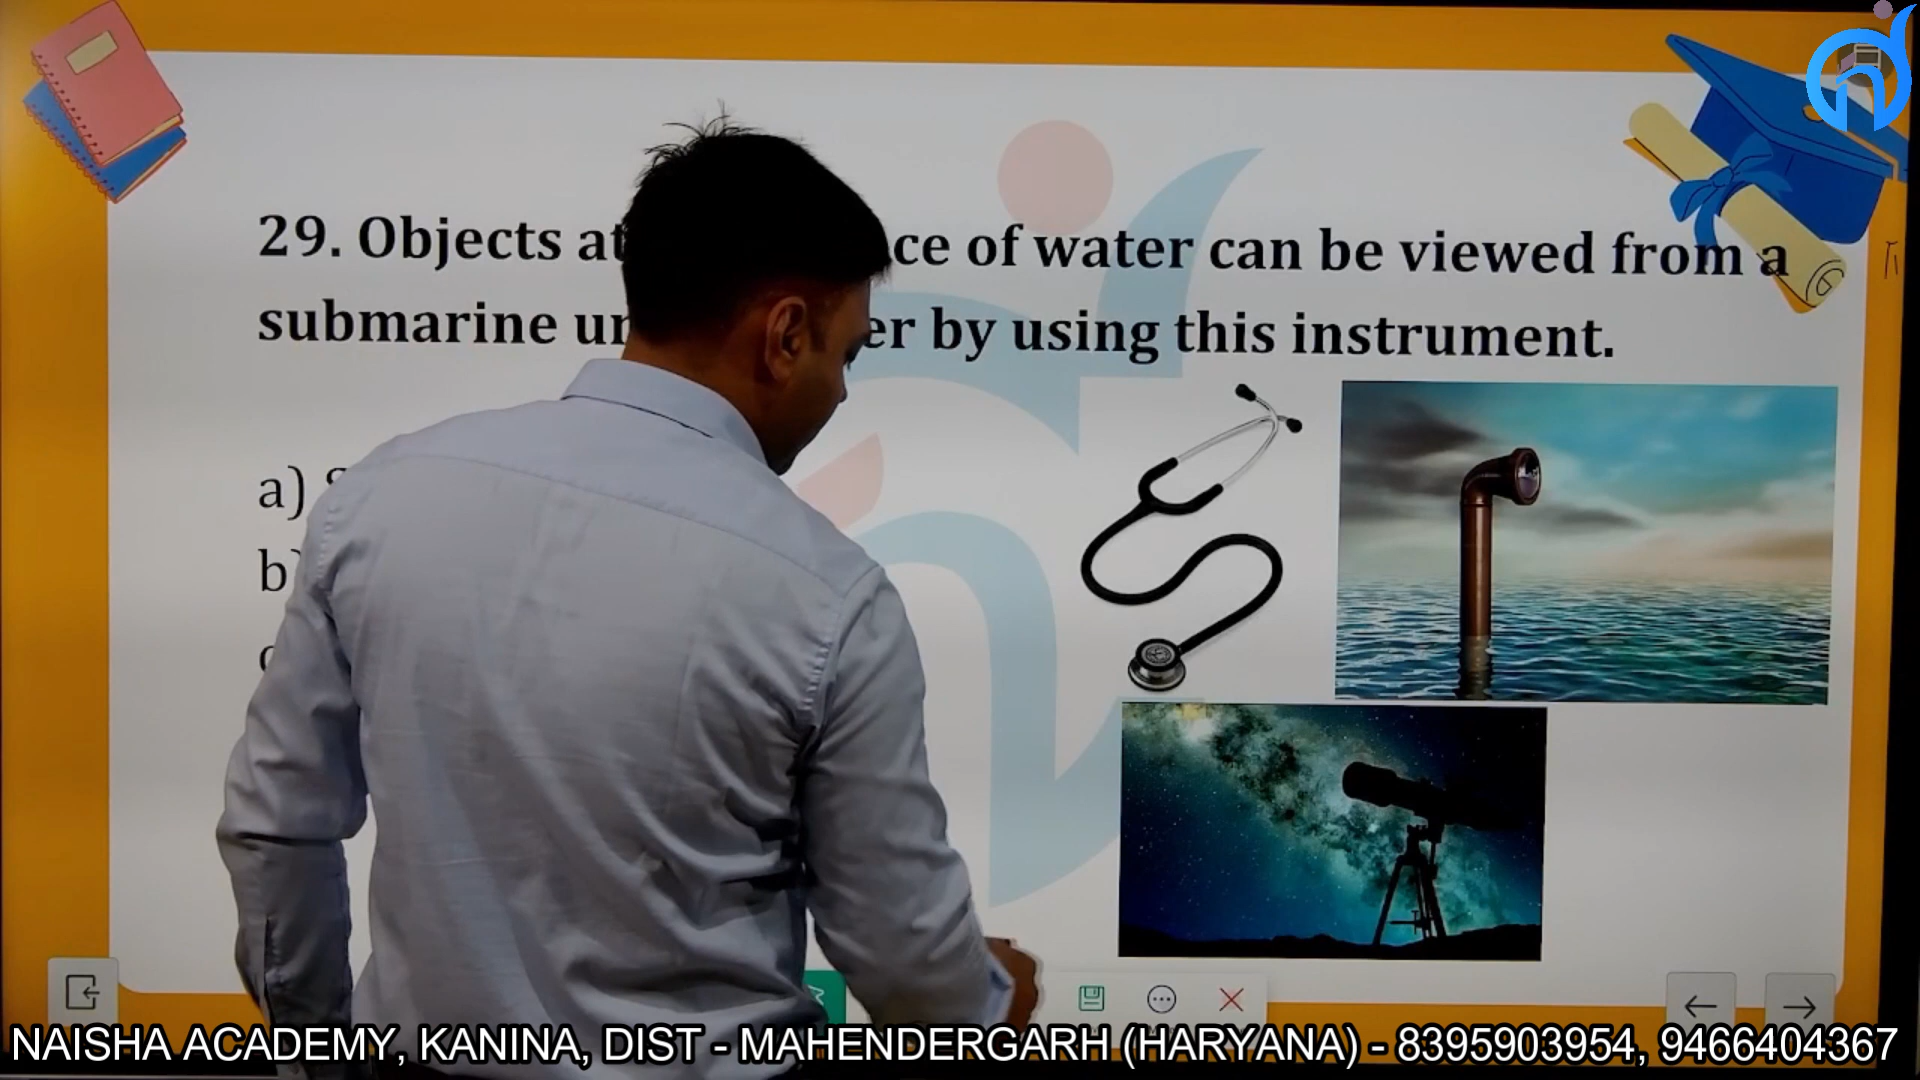 29. Objects at ce of water can be viewed from a
submarine un er by using this instrument.
a)
b)
NAISHA ACADEMY, KANINA, DIST - MAHENDERGARH (HARYANA) - 8395903954, 9466404367